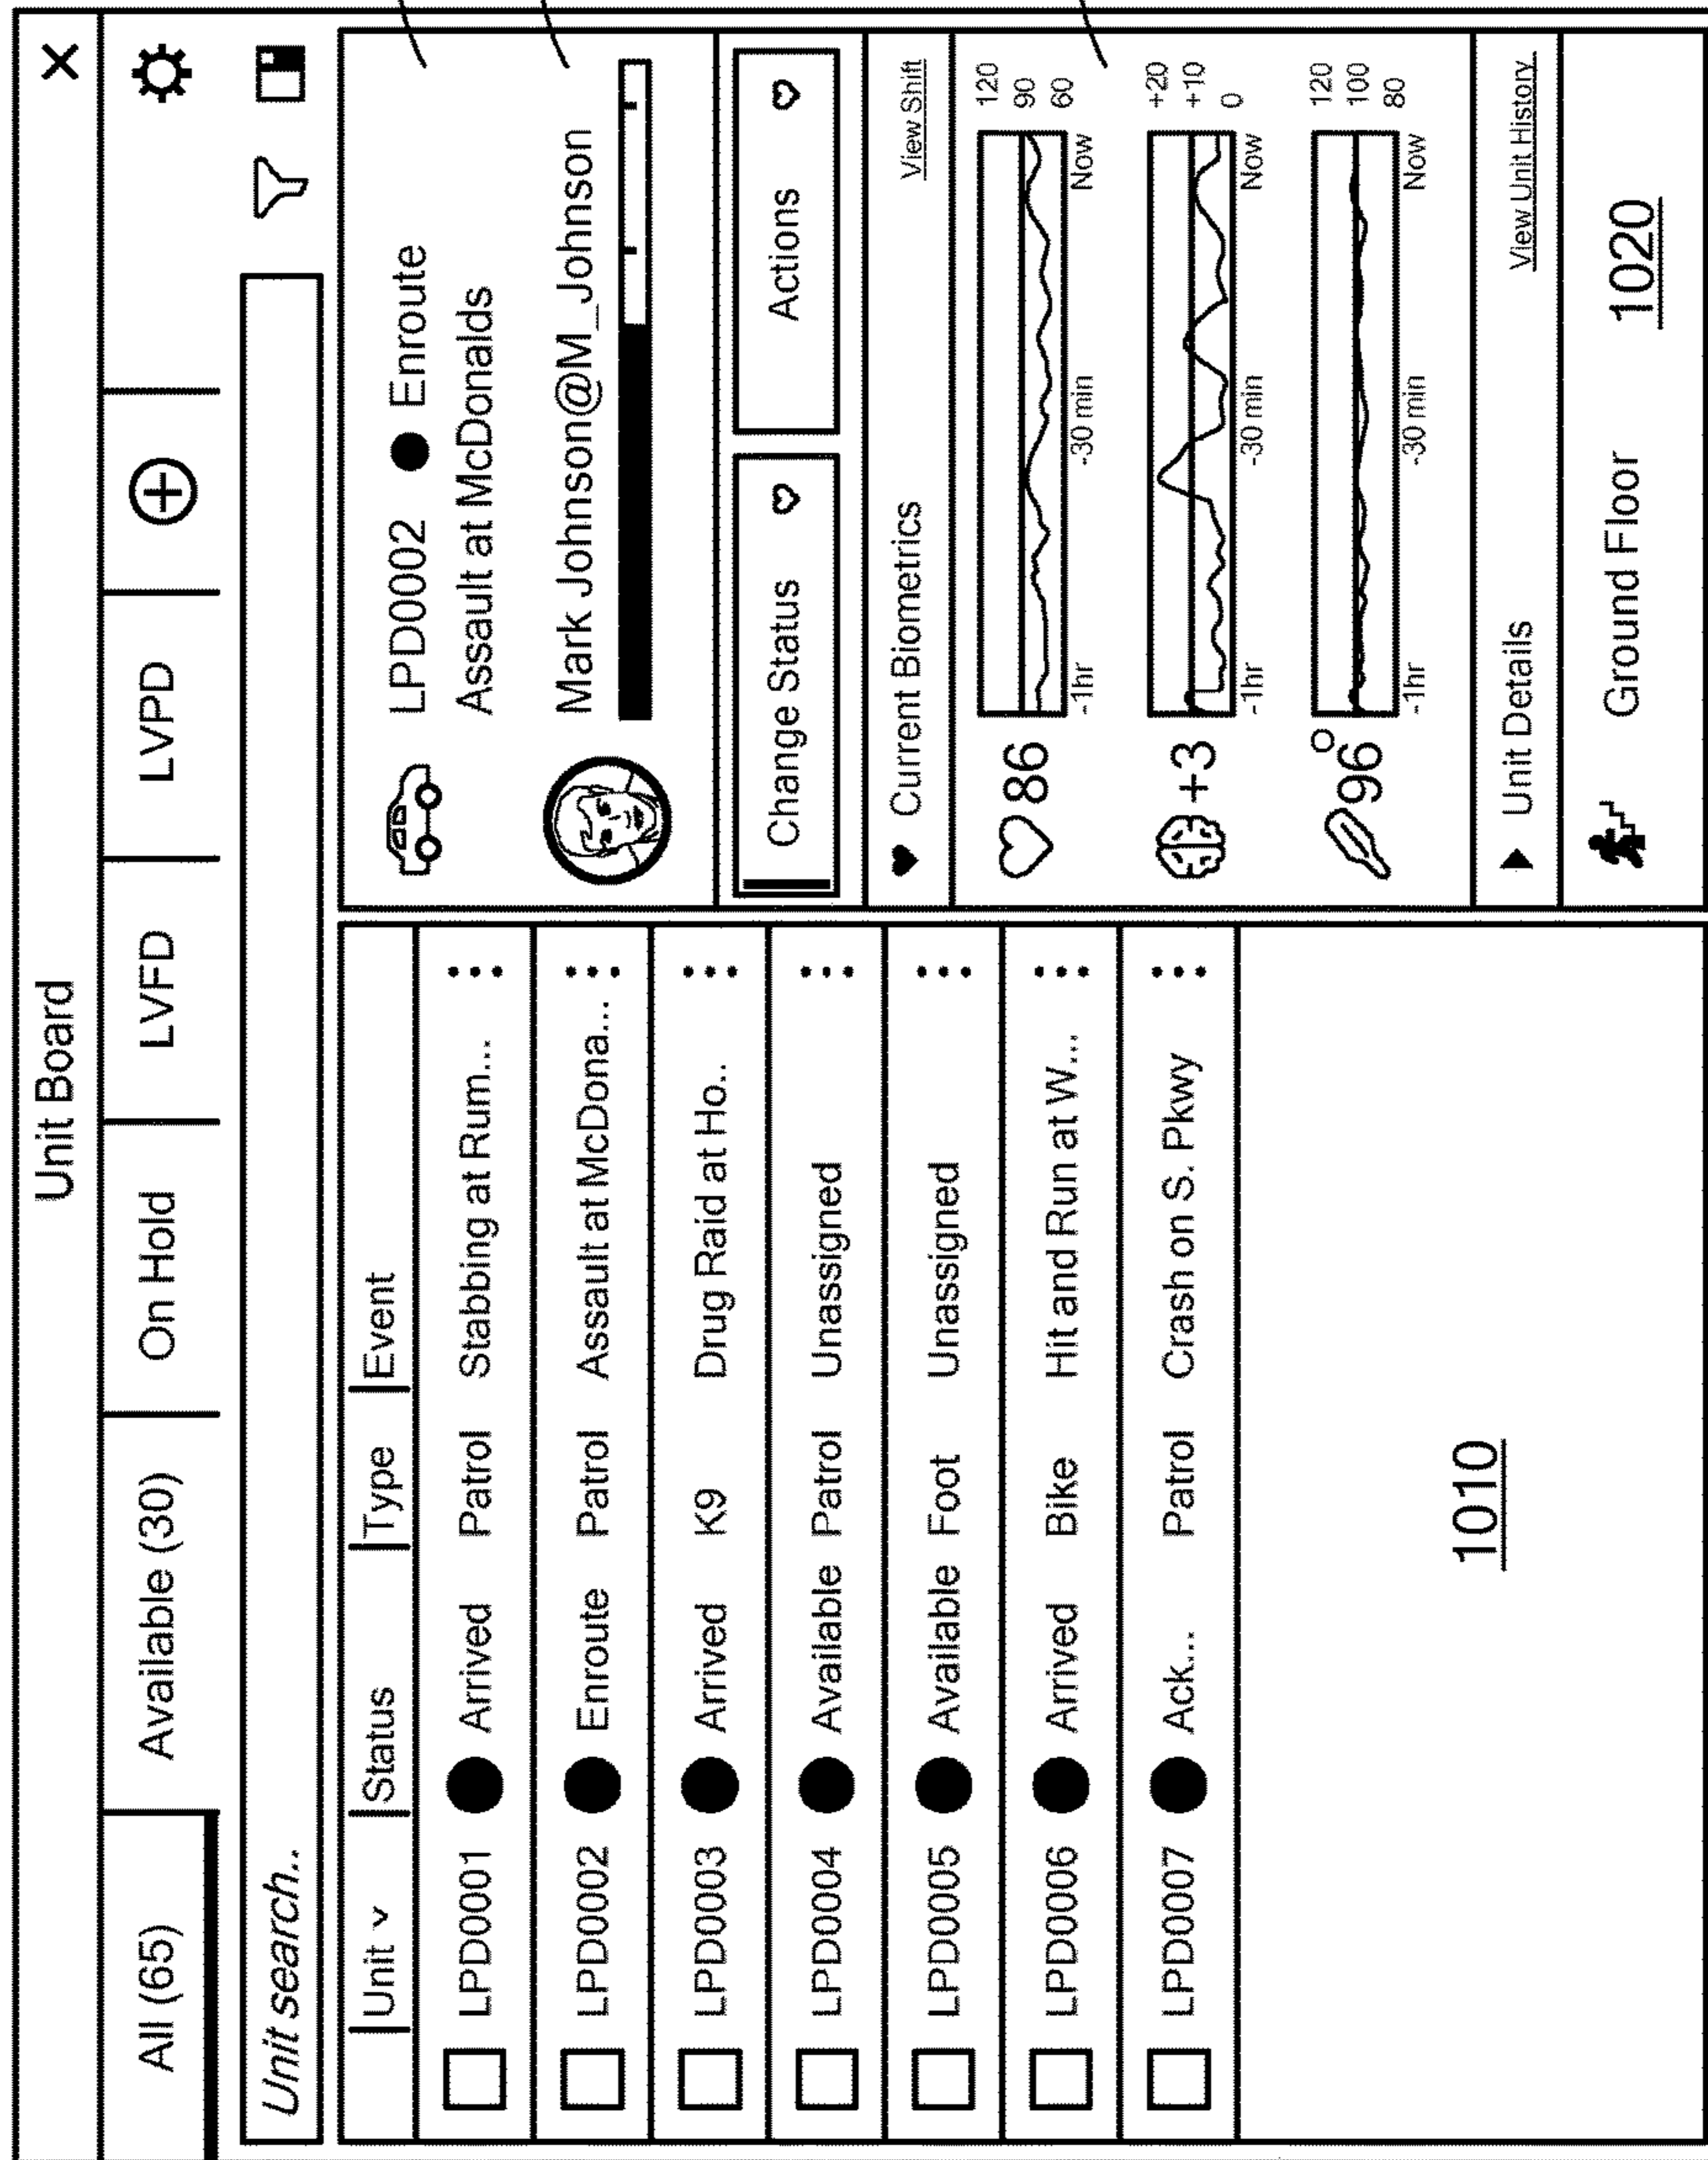 Unit Board ×
All (65) Available (30) On Hold LVFD LVPD
Unit search..
Unit Status Type Event
LPD0001 Arrived Patrol Stabbing at Rum...
LPD0002 Enroute Patrol Assault at McDona...
LPD0003 Arrived K9 Drug Raid at Ho..
LPD0004 Available Patrol Unassigned
LPD0005 Available Foot Unassigned
LPD0006 Arrived Bike Hit and Run at W...
LPD0007 Ack... Patrol Crash on S. Pkwy
1010
LPD0002 Enroute
Assault at McDonalds
Mark Johnson@M_Johnson
Change Status Actions
Current Biometrics View Shift
86
120
90
60
-1hr -30 min Now
+3
+20
+10
0
-1hr -30 min Now
96°
120
100
80
-1hr -30 min Now
Unit Details View Unit History
Ground Floor 1020